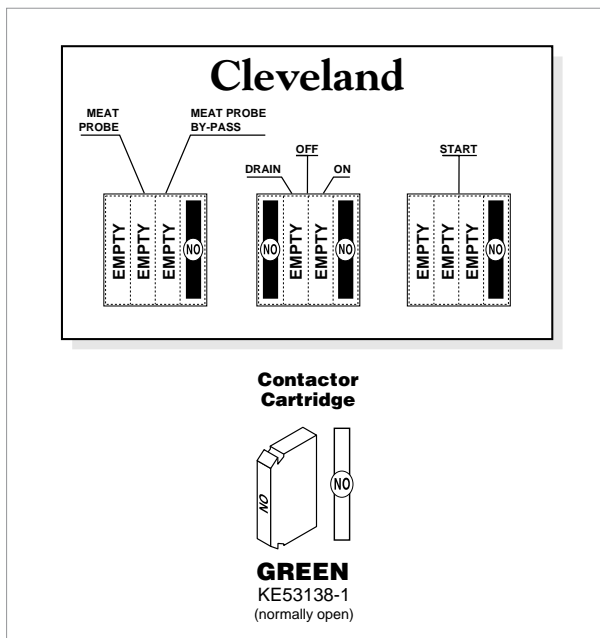 Cleveland
MEAT
PROBE
MEAT PROBE
BY-PASS
OFF
DRAIN
ON
START
EMPTY
EMPTY
EMPTY
NO
NO
EMPTY
EMPTY
NO
EMPTY
EMPTY
EMPTY
NO
Contactor
Cartridge
NO
NO
GREEN
KE53138-1
(normally open)